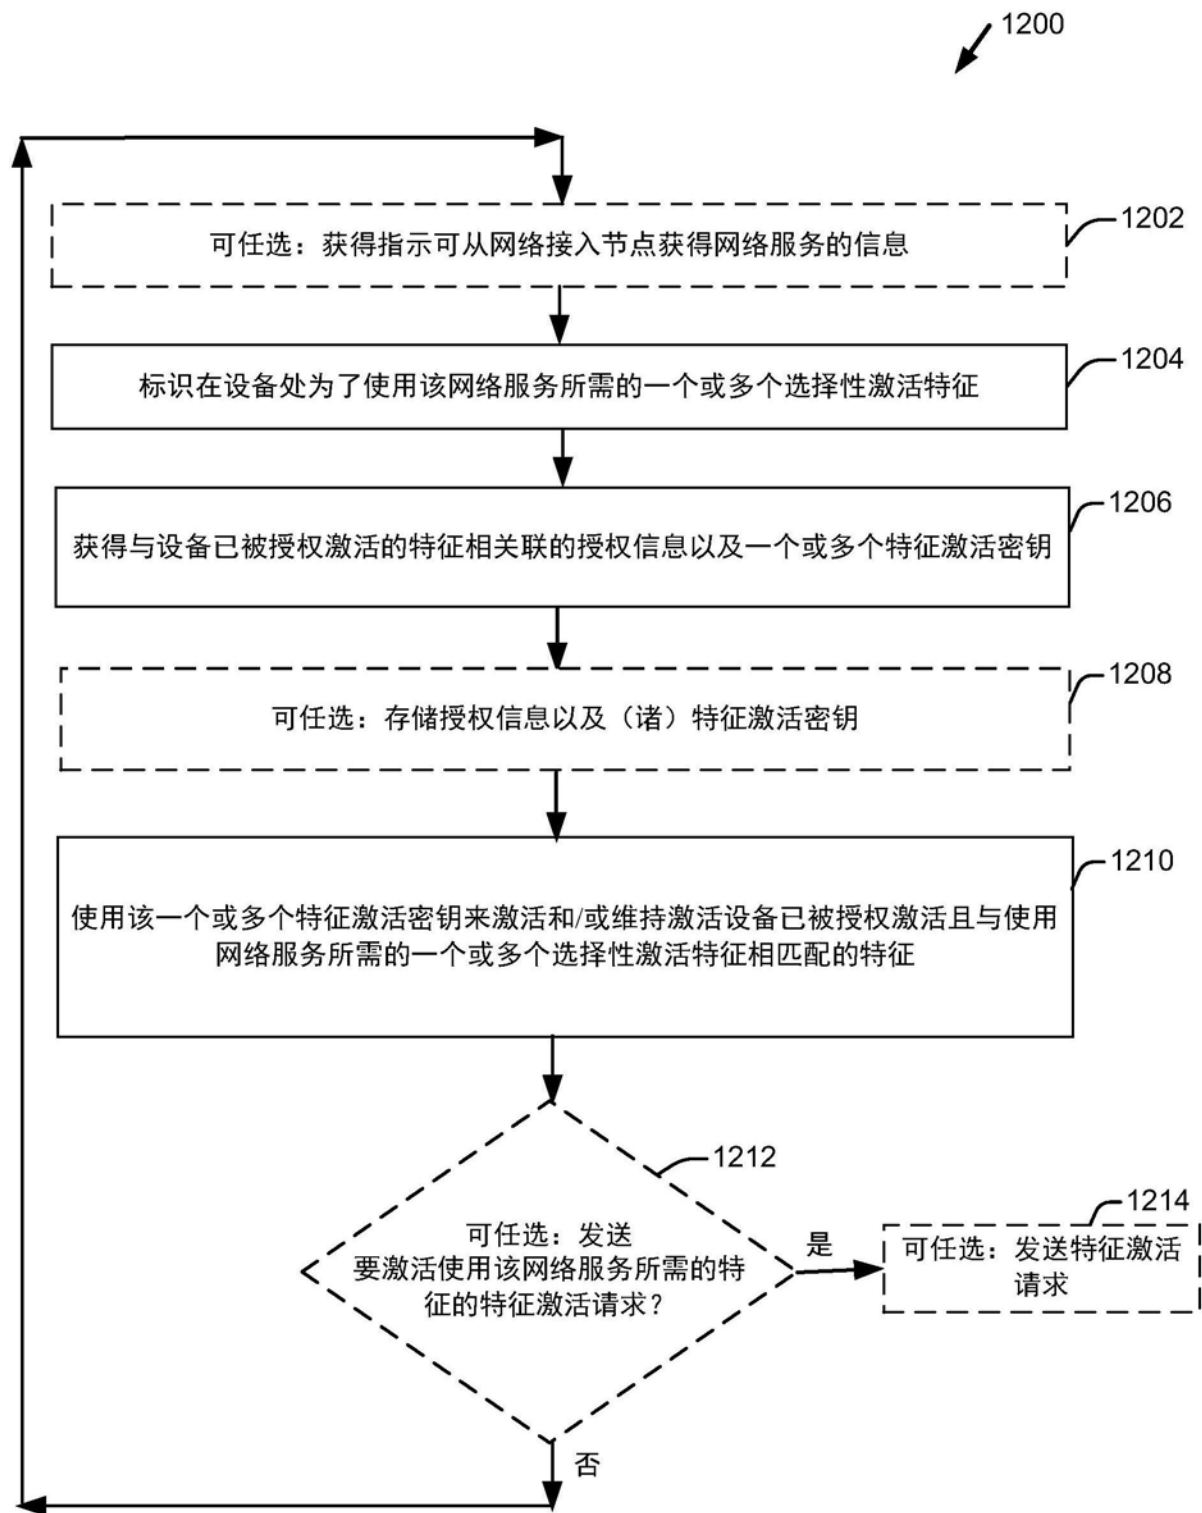 1200
可任选：获得指示可从网络接入节点获得网络服务的信息
1202
标识在设备处为了使用该网络服务所需的一个或多个选择性激活特征
1204
获得与设备已被授权激活的特征相关联的授权信息以及一个或多个特征激活密钥
1206
可任选：存储授权信息以及（诸）特征激活密钥
1208
使用该一个或多个特征激活密钥来激活和/或维持激活设备已被授权激活且与使用
网络服务所需的一个或多个选择性激活特征相匹配的特征
1210
可任选：发送
要激活使用该网络服务所需的特
征的特征激活请求？
1212
是
可任选：发送特征激活
请求
1214
否